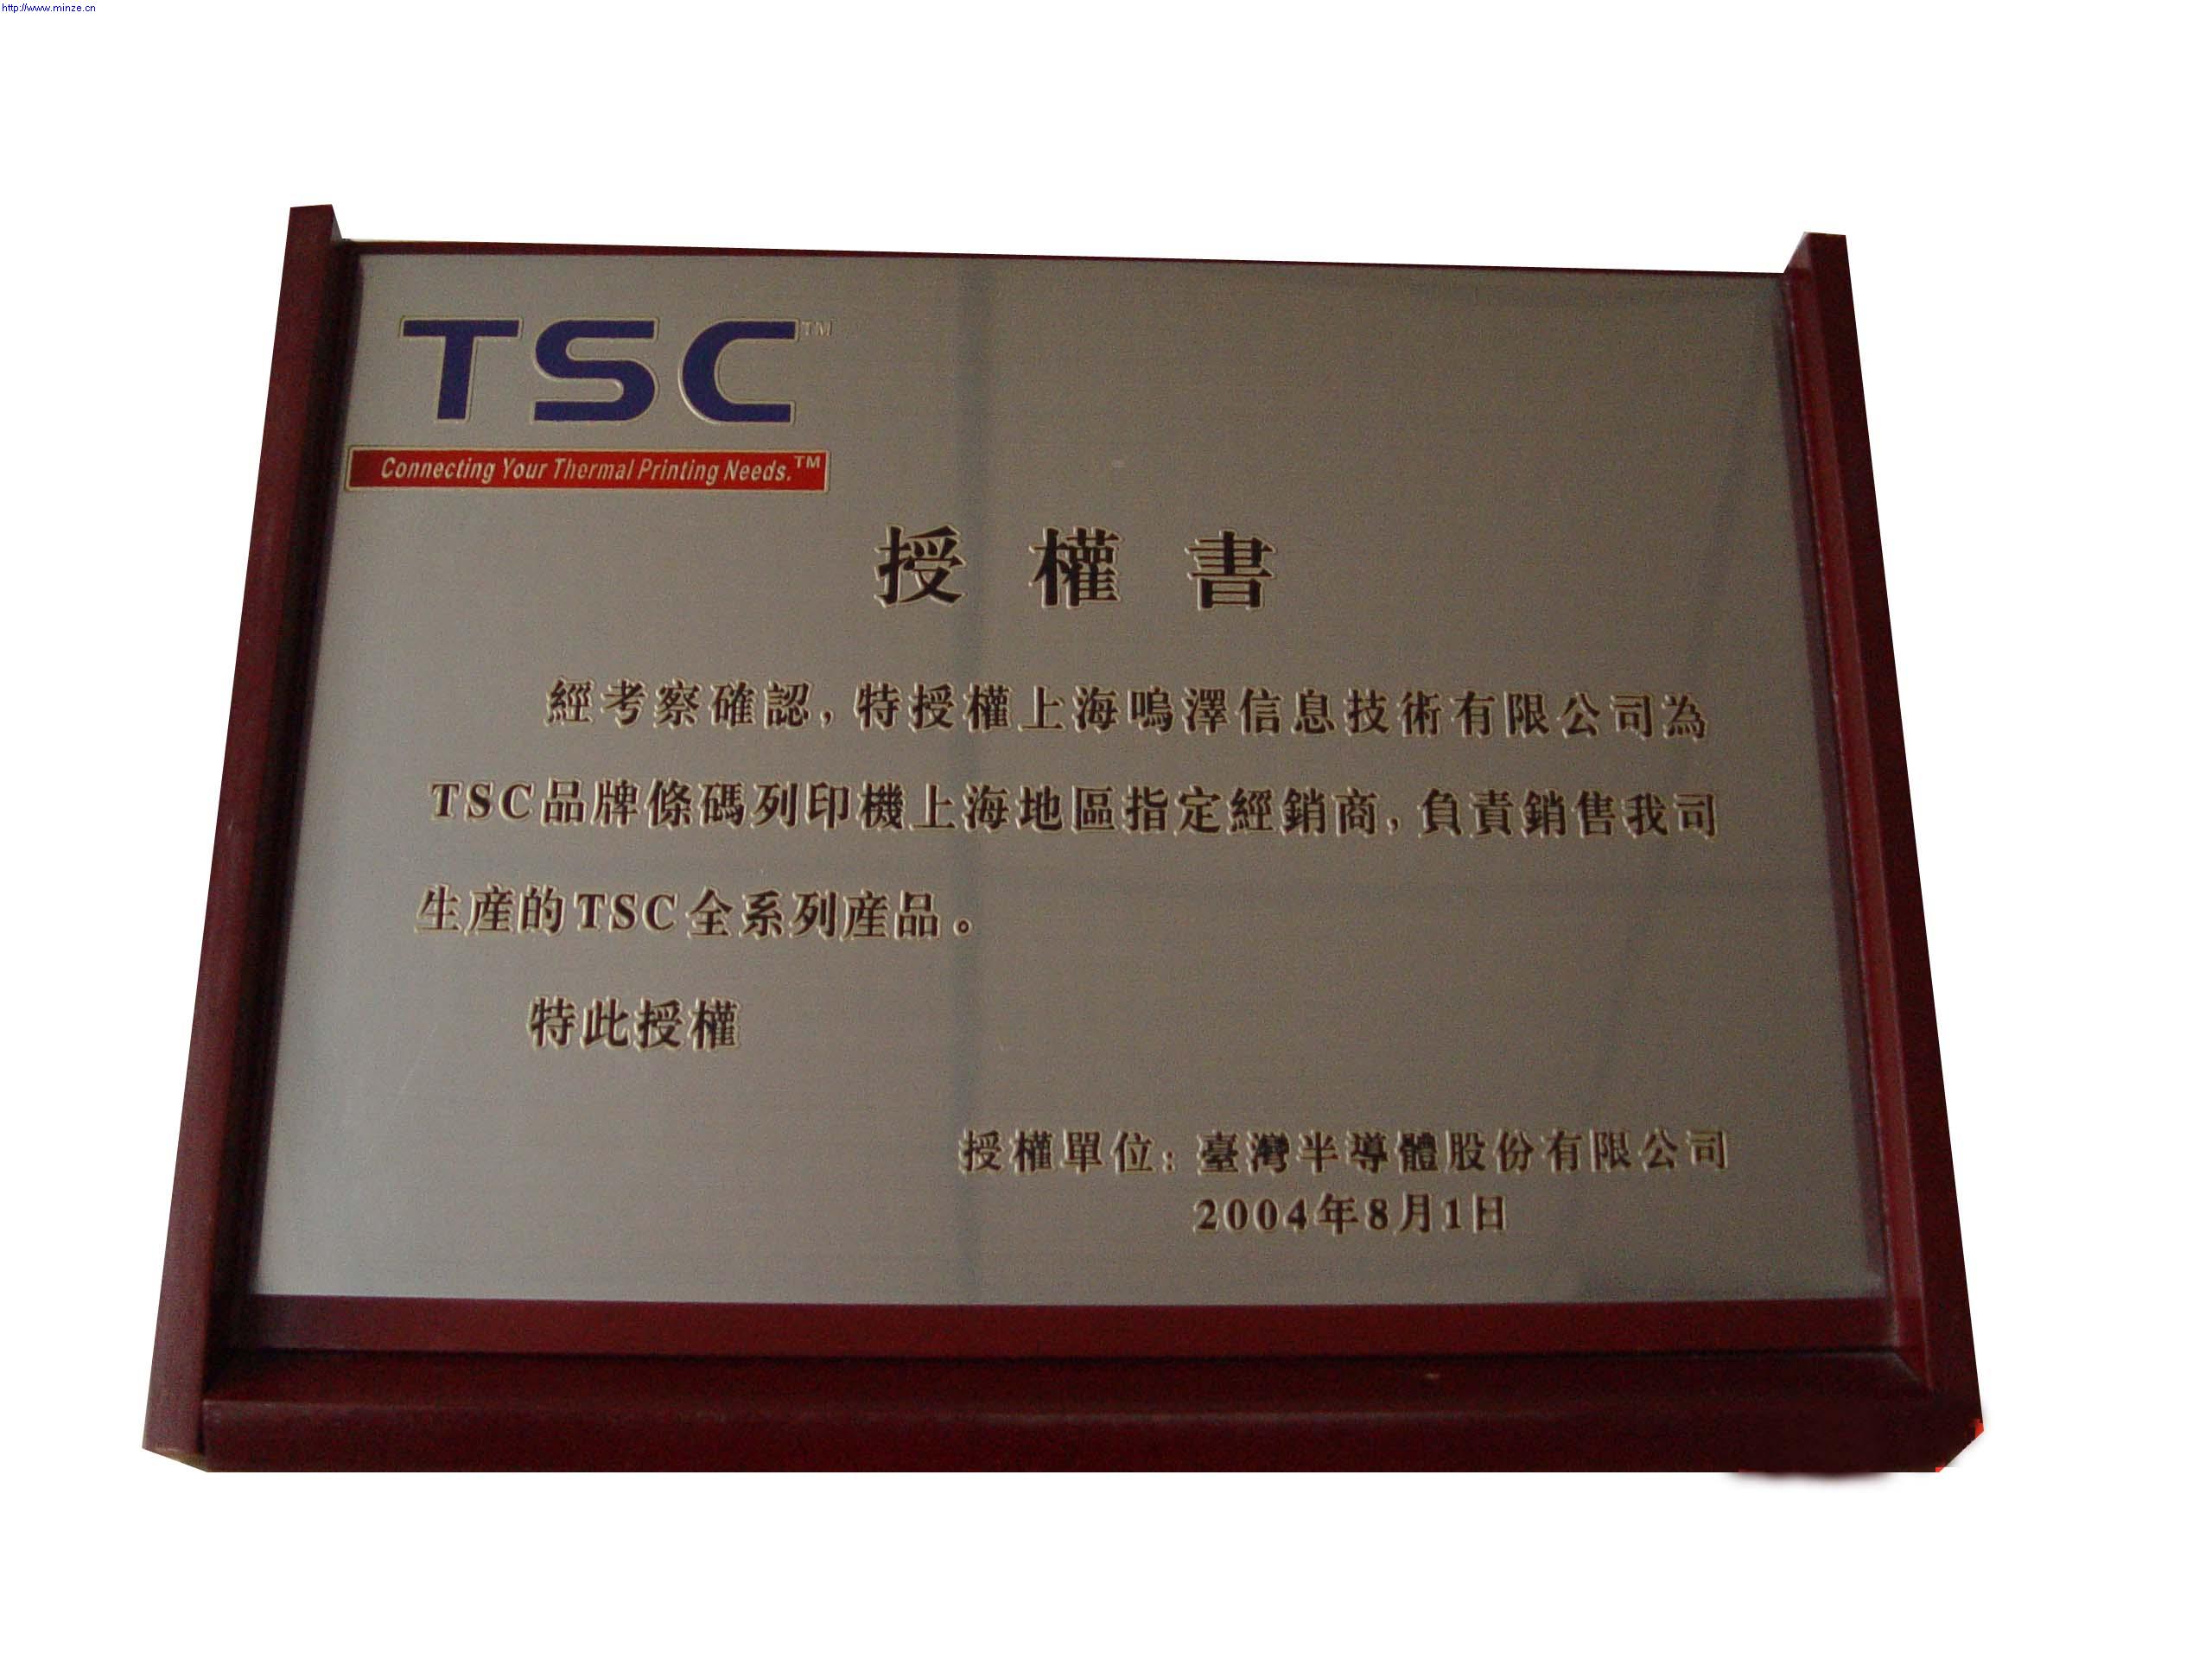 http://www.minze.cn
TSC™
Connecting Your Thermal Printing Needs.™
授權書
經考察確認，特授權上海鳴澤信息技術有限公司為
TSC品牌條碼列印機上海地區指定經銷商，負責銷售我司
生産的TSC全系列産品。
特此授權
授權單位：臺灣半導體股份有限公司
2004年8月1日